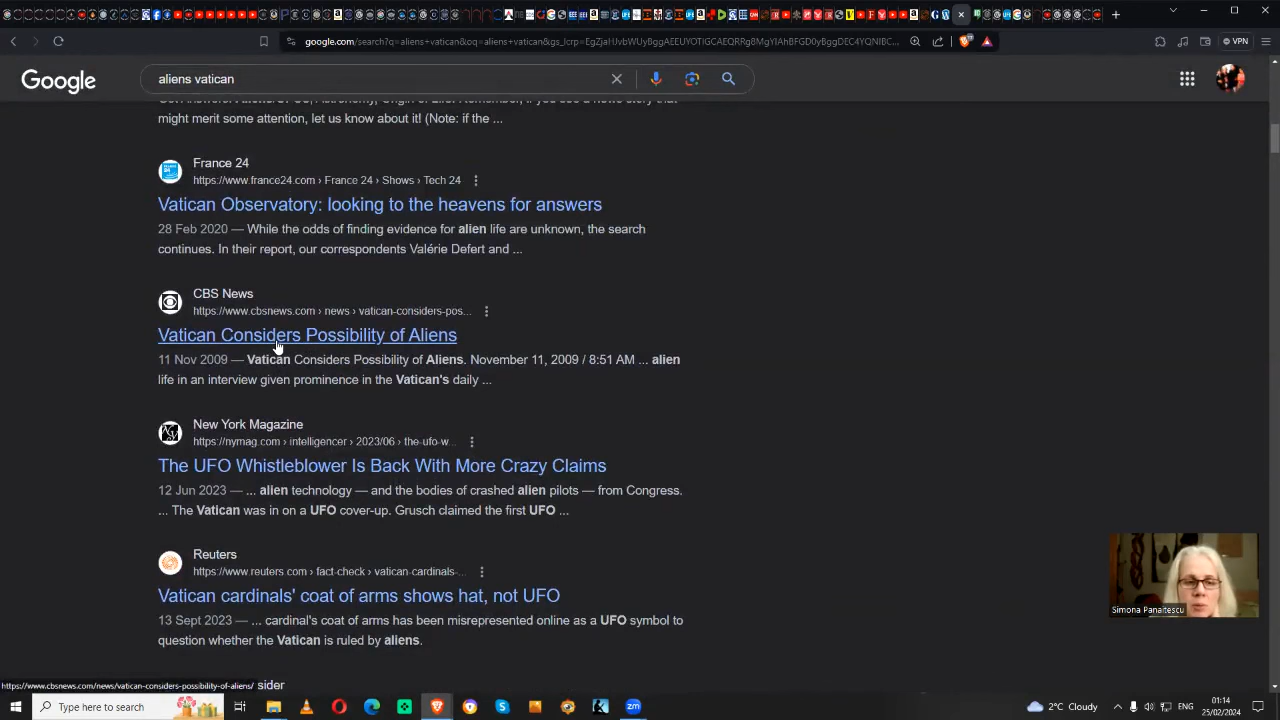 google.com/search?q=aliens+vatican&oq=aliens+vatican&gs_lcrp=EgZjaHJvbWUyBggAEEUYOTIGCAEQRRg8MgYIAhBFGD0yBggDEC4YQNIBC...
VPN
Google
aliens vatican
might merit some attention, let us know about it! (Note: if the ...
France 24
https://www.france24.com › France 24 › Shows › Tech 24
Vatican Observatory: looking to the heavens for answers
28 Feb 2020 — While the odds of finding evidence for alien life are unknown, the search
continues. In their report, our correspondents Valérie Defert and ...
CBS News
https://www.cbsnews.com › news › vatican-considers-pos...
Vatican Considers Possibility of Aliens
11 Nov 2009 — Vatican Considers Possibility of Aliens. November 11, 2009 / 8:51 AM ... alien
life in an interview given prominence in the Vatican's daily ...
New York Magazine
https://nymag.com › intelligencer › 2023/06 › the-ufo-w...
The UFO Whistleblower Is Back With More Crazy Claims
12 Jun 2023 — ... alien technology — and the bodies of crashed alien pilots — from Congress.
... The Vatican was in on a UFO cover-up. Grusch claimed the first UFO ...
Reuters
https://www.reuters.com › fact-check › vatican-cardinals-...
Vatican cardinals' coat of arms shows hat, not UFO
13 Sept 2023 — ... cardinal's coat of arms has been misrepresented online as a UFO symbol to
question whether the Vatican is ruled by aliens.
Simona Panaitescu
https://www.cbsnews.com/news/vatican-considers-possibility-of-aliens/ sider
Type here to search
2°C Cloudy
01:14
25/02/2024